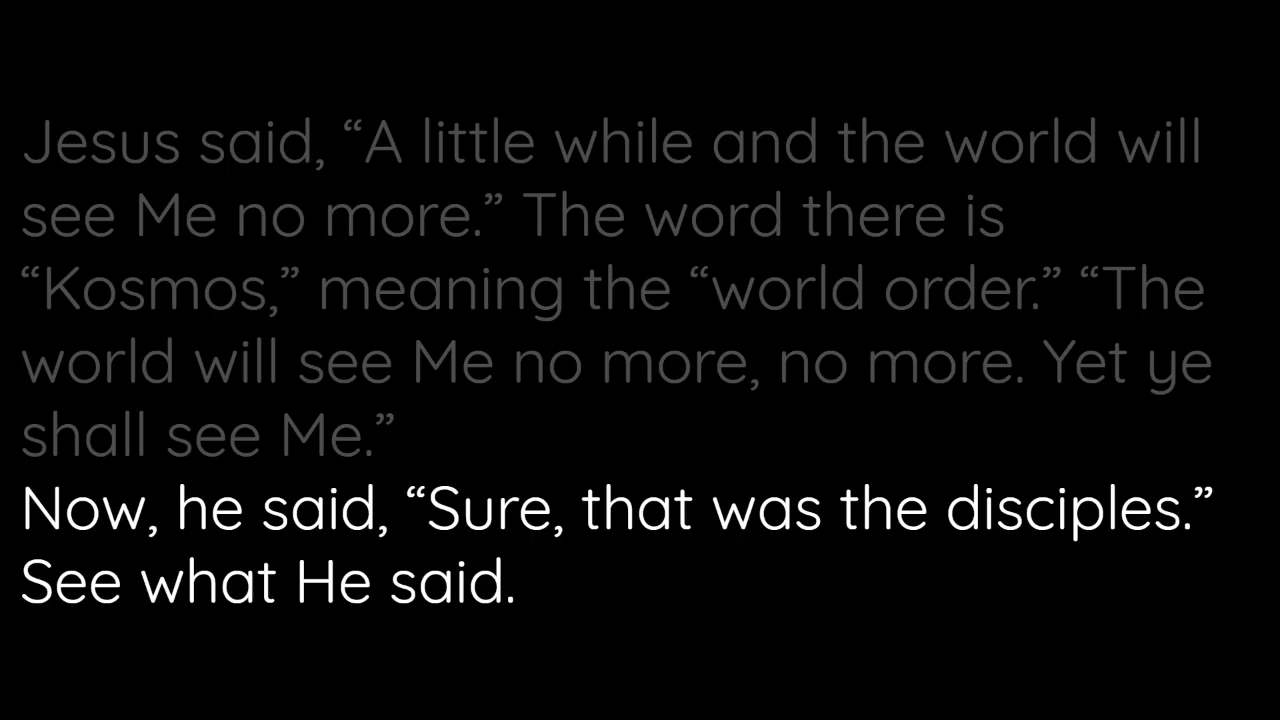 Jesus said, “A little while and the world will
see Me no more.” The word there is
“Kosmos,” meaning the “world order.” “The
world will see Me no more, no more. Yet ye
shall see Me.”
Now, he said, “Sure, that was the disciples.”
See what He said.